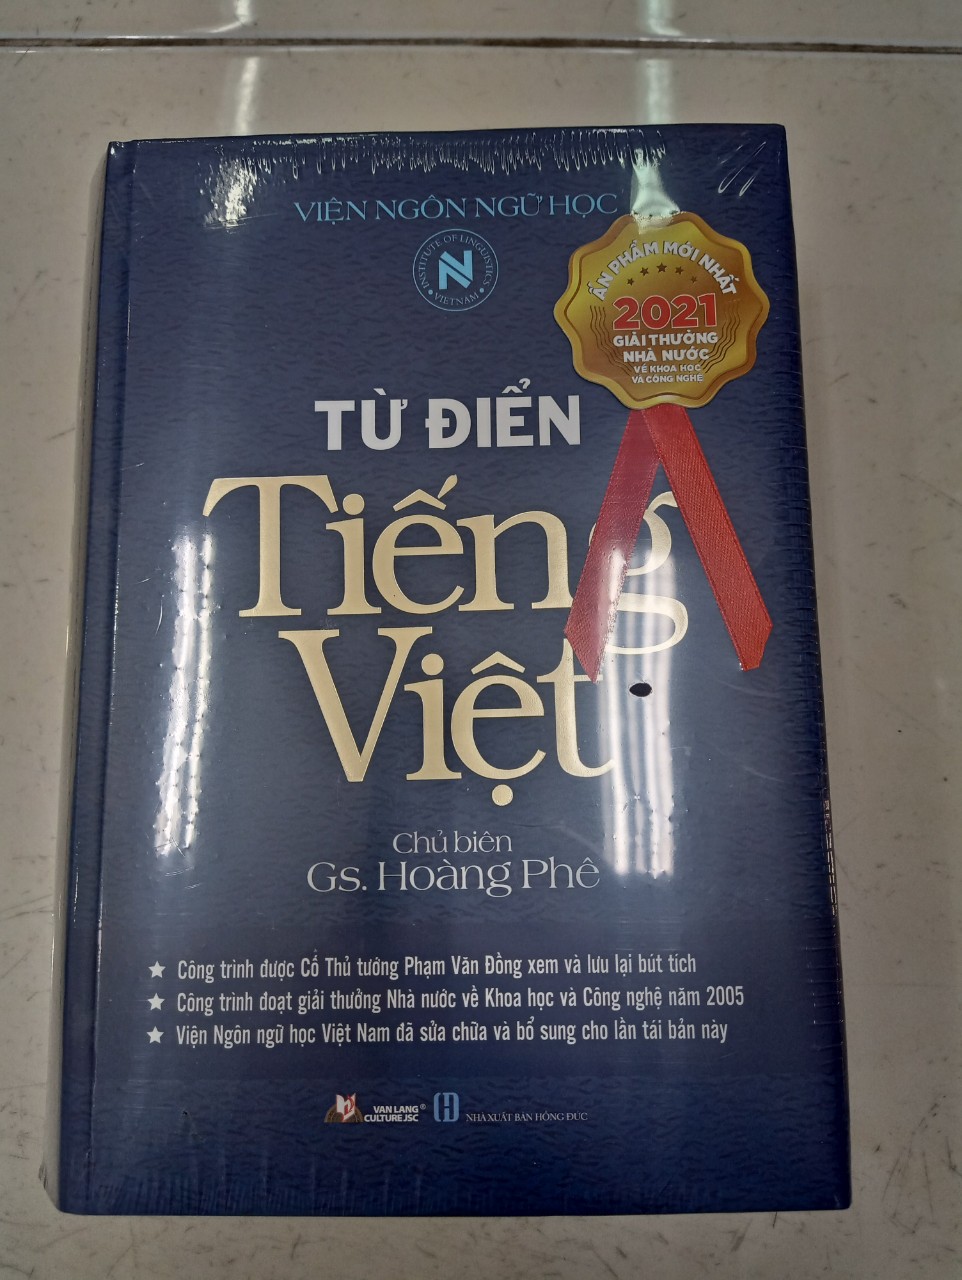 VIỆN NGÔN NGỮ HỌC
INSTITUTE OF LINGUISTICS
• VIETNAM •
N
ẤN PHẨM MỚI NHẤT
2021
GIẢI THƯỞNG
NHÀ NƯỚC
VỀ KHOA HỌC
VÀ CÔNG NGHỆ
TỪ ĐIỂN
Tiếng
Việt
Chủ biên
Gs. Hoàng Phê
★ Công trình được Cố Thủ tướng Phạm Văn Đồng xem và lưu lại bút tích
★ Công trình đoạt giải thưởng Nhà nước về Khoa học và Công nghệ năm 2005
★ Viện Ngôn ngữ học Việt Nam đã sửa chữa và bổ sung cho lần tái bản này
VAN LANG®
CULTURE JSC
NHÀ XUẤT BẢN HỒNG ĐỨC